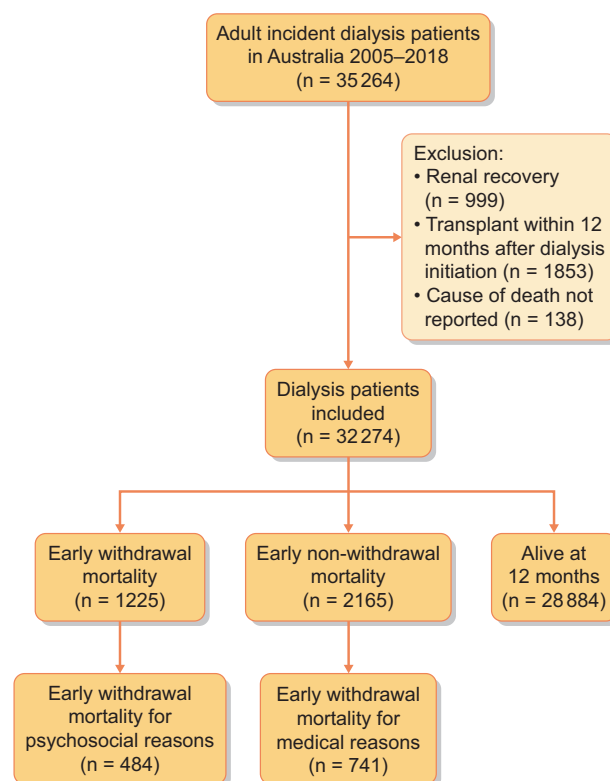 Adult incident dialysis patients
in Australia 2005–2018
(n = 35 264)
Exclusion:
• Renal recovery
(n = 999)
• Transplant within 12
months after dialysis
initiation (n = 1853)
• Cause of death not
reported (n = 138)
Dialysis patients
included
(n = 32 274)
Early withdrawal
mortality
(n = 1225)
Early non-withdrawal
mortality
(n = 2165)
Alive at
12 months
(n = 28 884)
Early withdrawal
mortality for
psychosocial reasons
(n = 484)
Early withdrawal
mortality for
medical reasons
(n = 741)